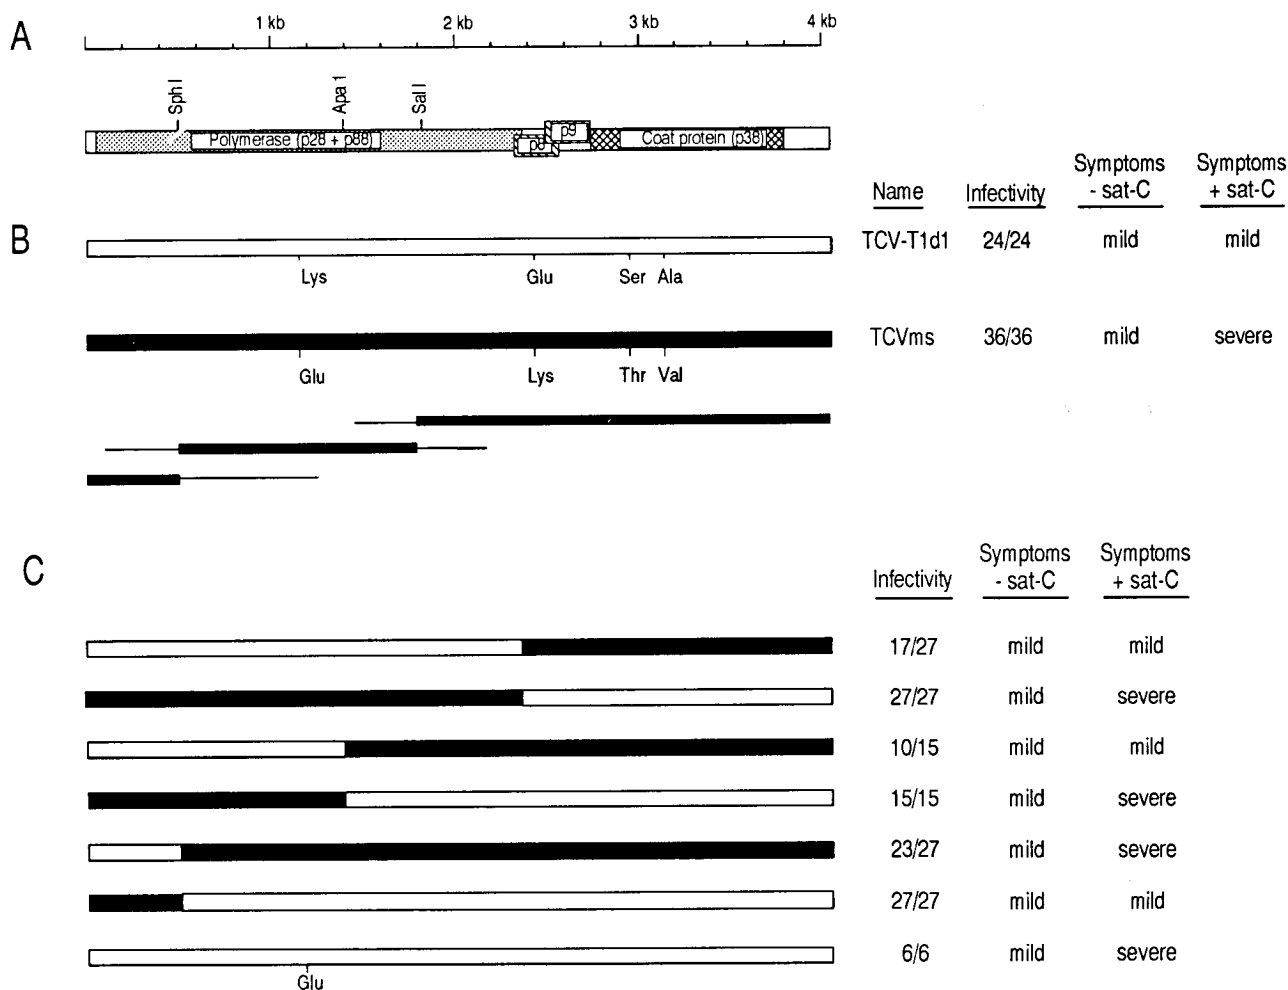 A
1 kb 2 kb 3 kb 4 kb
Sph I Apa 1 Sal I
Polymerase (p28 + p88) p8 p9 Coat protein (p38)
Name Infectivity Symptoms - sat-C Symptoms + sat-C
B
TCV-T1d1 24/24 mild mild
Lys Glu Ser Ala
TCVms 36/36 mild severe
Glu Lys Thr Val
C
Infectivity Symptoms - sat-C Symptoms + sat-C
17/27 mild mild
27/27 mild severe
10/15 mild mild
15/15 mild severe
23/27 mild severe
27/27 mild mild
6/6 mild severe
Glu